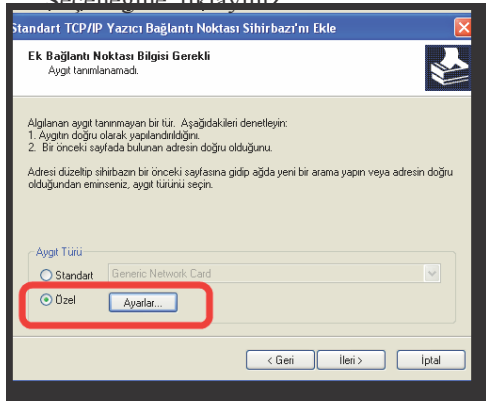 Seçeneğine tıklayınız
Standart TCP/IP Yazıcı Bağlantı Noktası Sihirbazı'nı Ekle
Ek Bağlantı Noktası Bilgisi Gerekli
Aygıt tanımlanamadı.
Algılanan aygıt tanınmayan bir tür. Aşağıdakileri denetleyin:
1. Aygıtın doğru olarak yapılandırıldığını.
2. Bir önceki sayfada bulunan adresin doğru olduğunu.
Adresi düzeltip sihirbazın bir önceki sayfasına gidip ağda yeni bir arama yapın veya adresin doğru
olduğundan eminseniz, aygıt türünü seçin.
Aygıt Türü
Standart Generic Network Card
Özel Ayarlar...
< Geri İleri > İptal